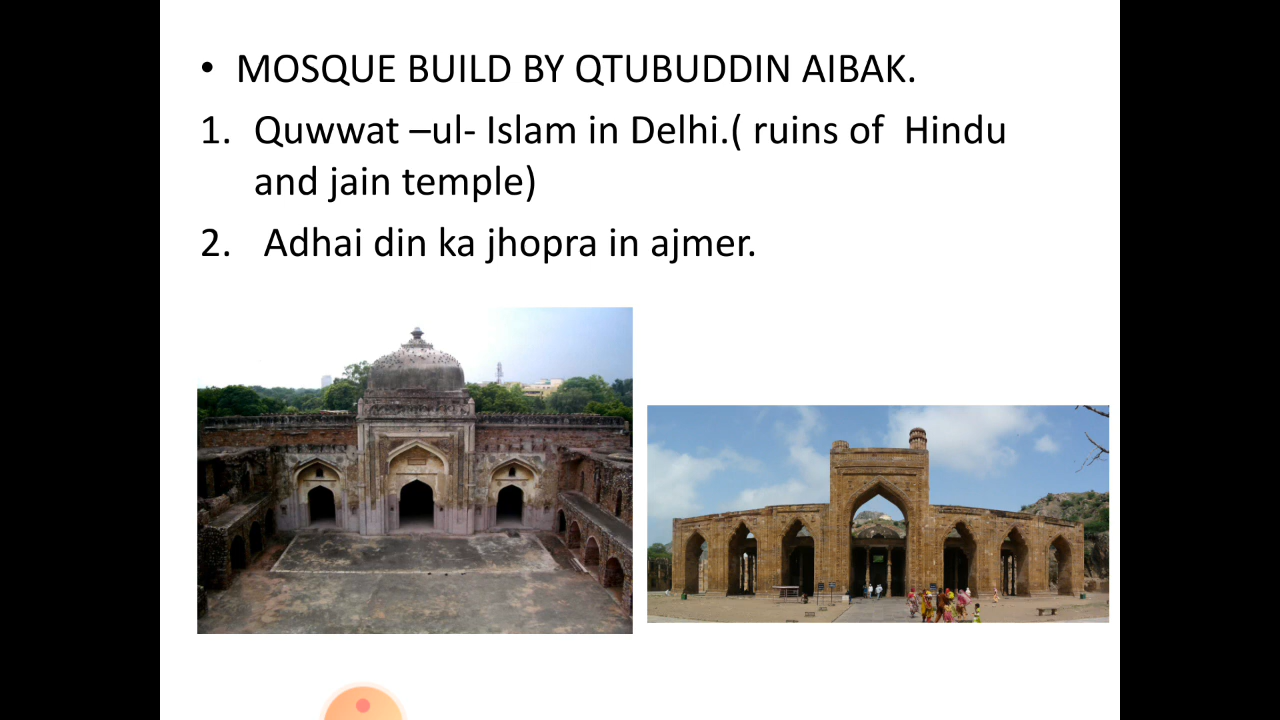 • MOSQUE BUILD BY QTUBUDDIN AIBAK.
1. Quwwat –ul- Islam in Delhi.( ruins of Hindu
and jain temple)
2. Adhai din ka jhopra in ajmer.